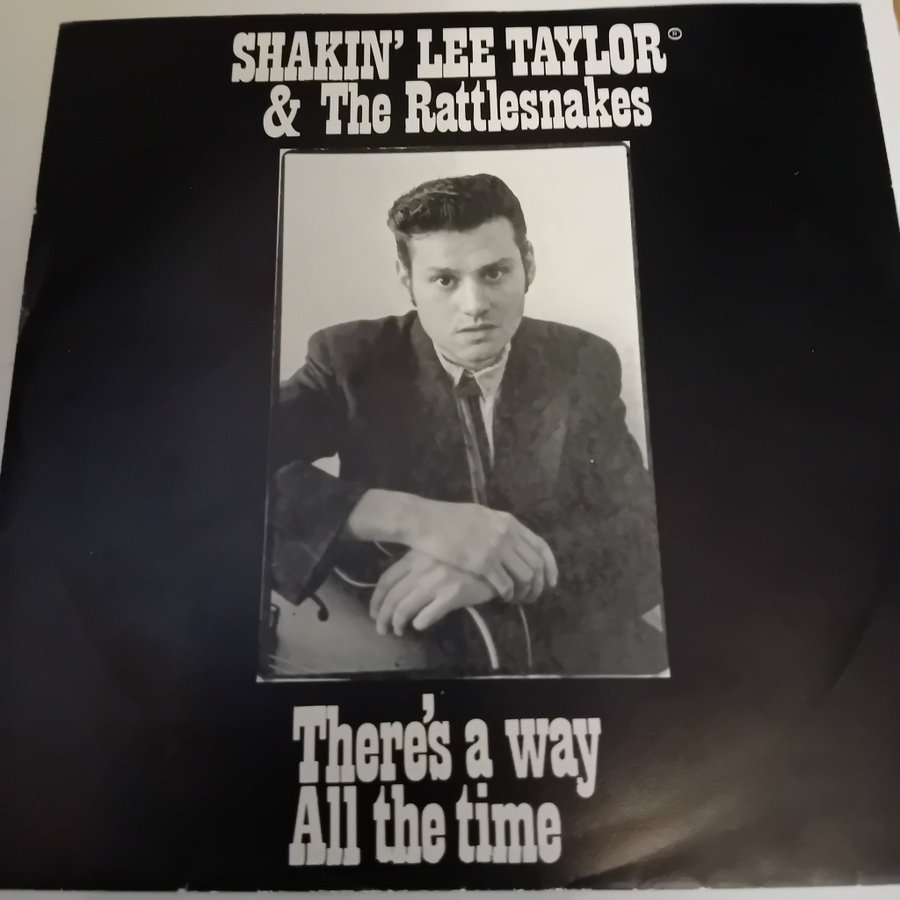 SHAKIN' LEE TAYLOR
& The Rattlesnakes
There's a way
All the time